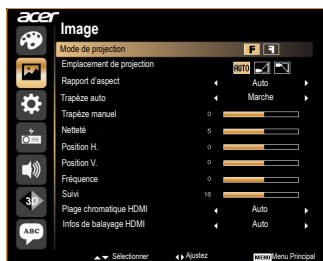 acer
Image
Mode de projection F F
Emplacement de projection AUTO
Rapport d'aspect Auto
Trapèze auto Marche
Trapèze manuel 0
Netteté 5
Position H. 0
Position V. 0
Fréquence 0
Suivi 16
Plage chromatique HDMI Auto
Infos de balayage HDMI Auto
3D
ABC
Sélectionner Ajustez MENU Menu Principal